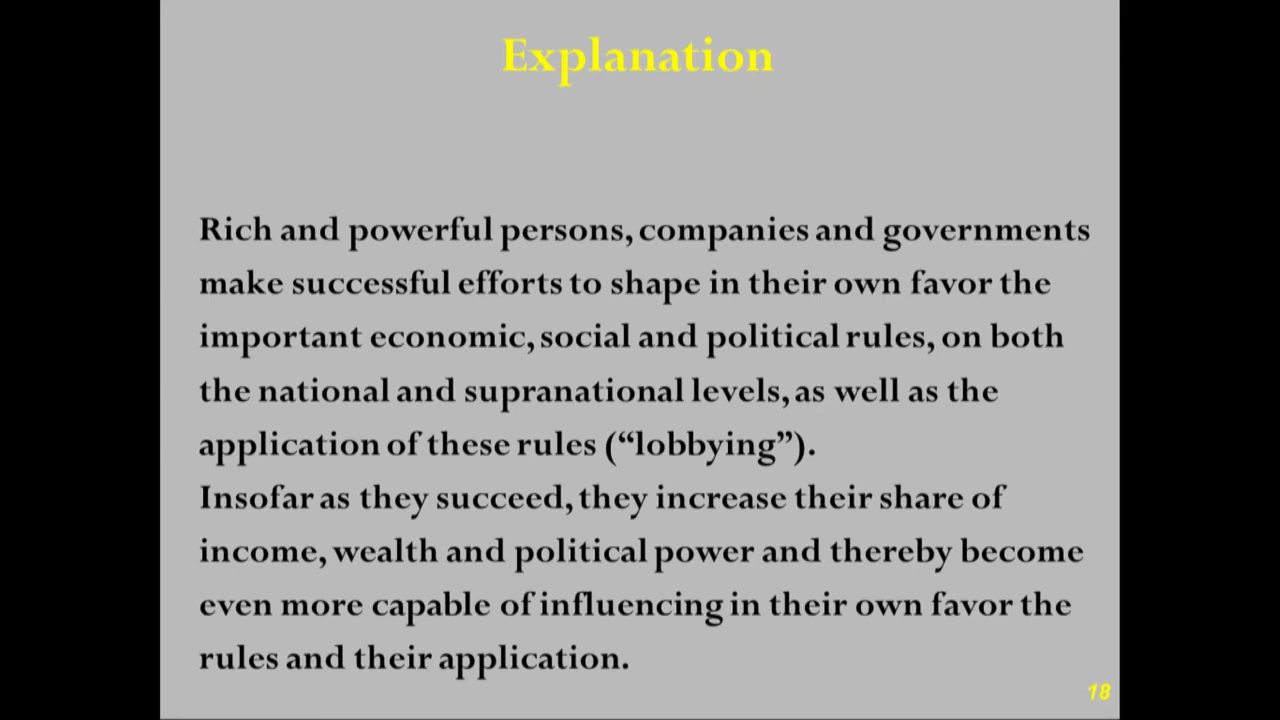 Explanation
Rich and powerful persons, companies and governments
make successful efforts to shape in their own favor the
important economic, social and political rules, on both
the national and supranational levels, as well as the
application of these rules (“lobbying”).
Insofar as they succeed, they increase their share of
income, wealth and political power and thereby become
even more capable of influencing in their own favor the
rules and their application.
18